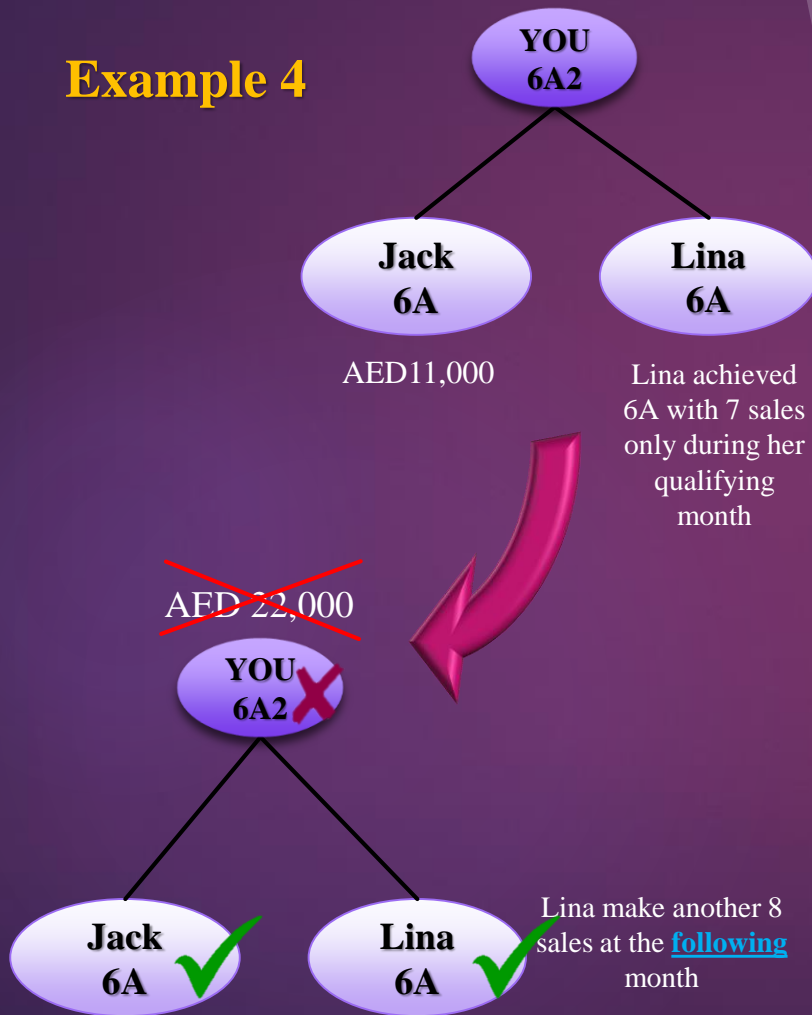 Example 4
YOU
6A2
Jack
6A
Lina
6A
AED11,000
Lina achieved
6A with 7 sales
only during her
qualifying
month
AED 22,000
YOU
6A2
Jack
6A
Lina
6A
Lina make another 8
sales at the following
month